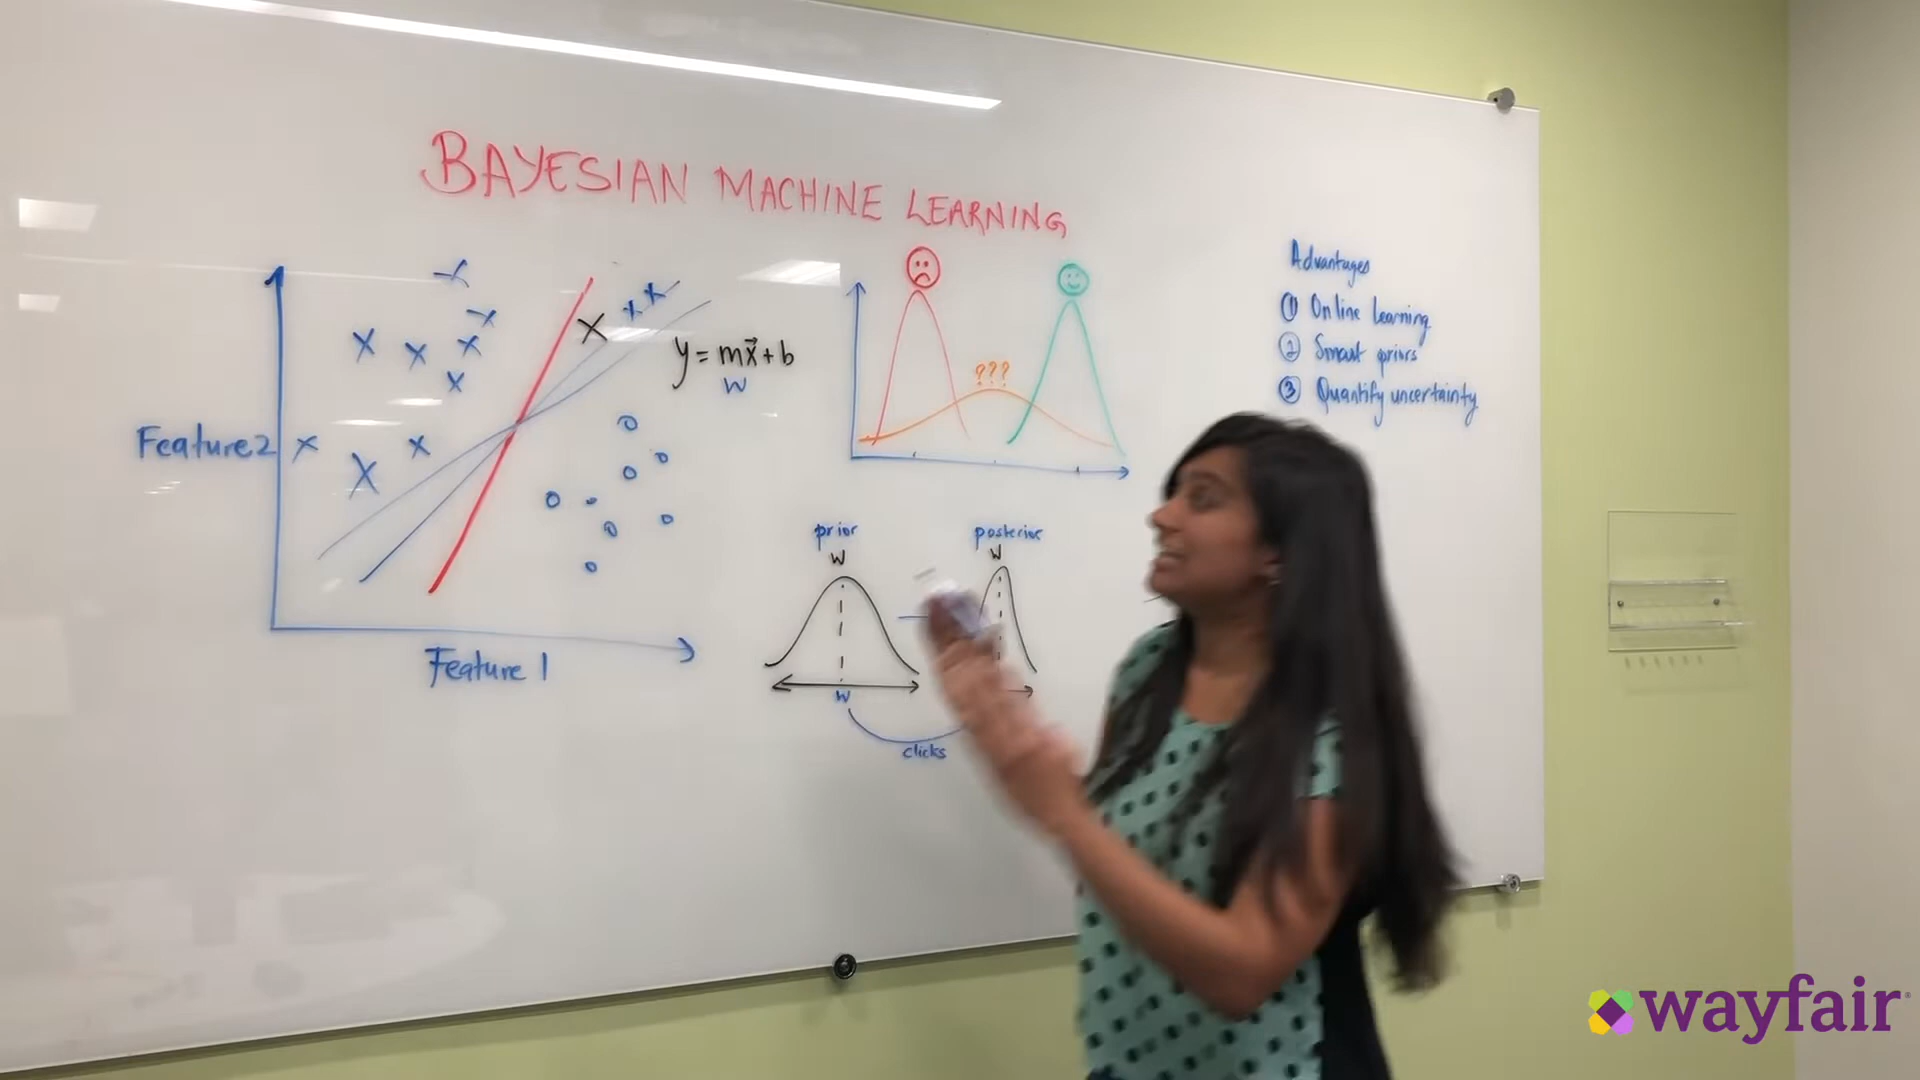 BAYESIAN MACHINE LEARNING
Feature 2
Feature 1
y = mx⃗ + b
w
???
prior
w
w
posterior
w
clicks
Advantages
① Online learning
② Smart priors
③ Quantify uncertainty
wayfair